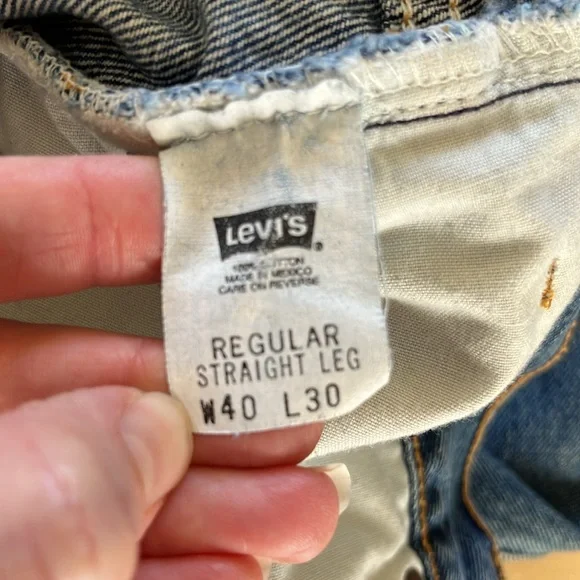 Levi's
®
100% COTTON
MADE IN MEXICO
CARE ON REVERSE
REGULAR
STRAIGHT LEG
W40 L30